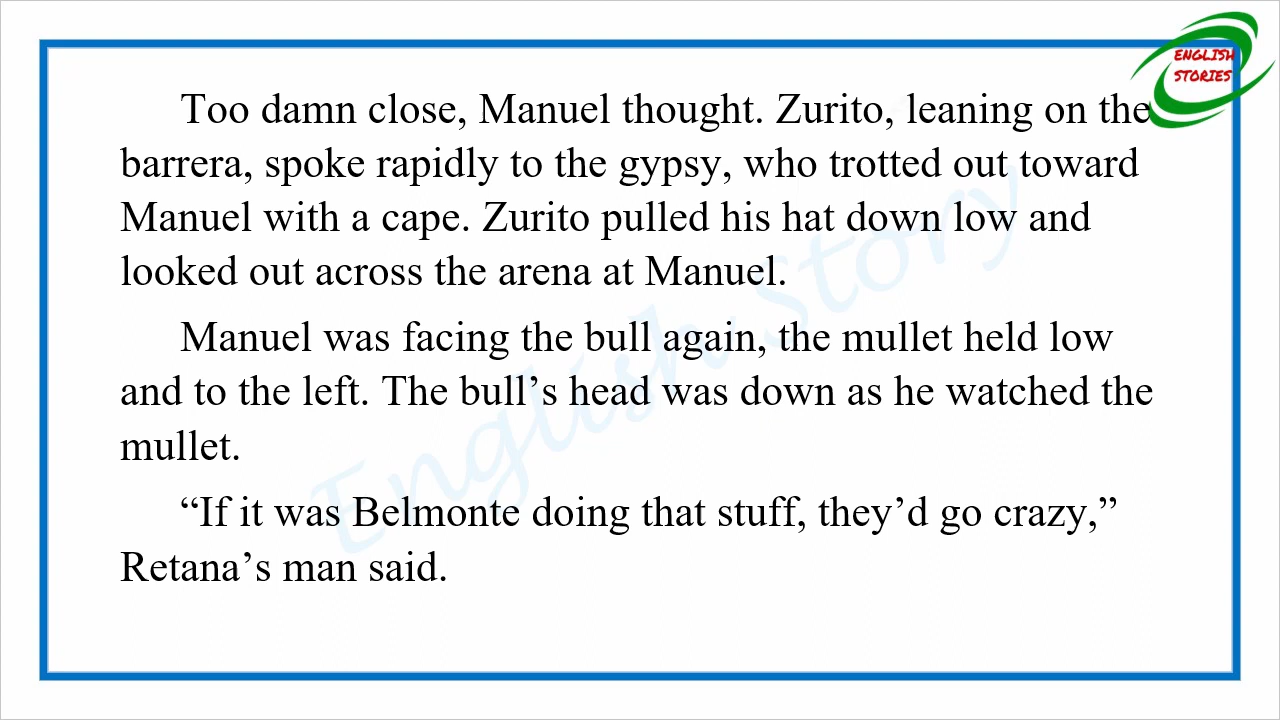 ENGLISH
STORIES
Too damn close, Manuel thought. Zurito, leaning on the
barrera, spoke rapidly to the gypsy, who trotted out toward
Manuel with a cape. Zurito pulled his hat down low and
looked out across the arena at Manuel.
Manuel was facing the bull again, the mullet held low
and to the left. The bull’s head was down as he watched the
mullet.
“If it was Belmonte doing that stuff, they’d go crazy,”
Retana’s man said.
English Story